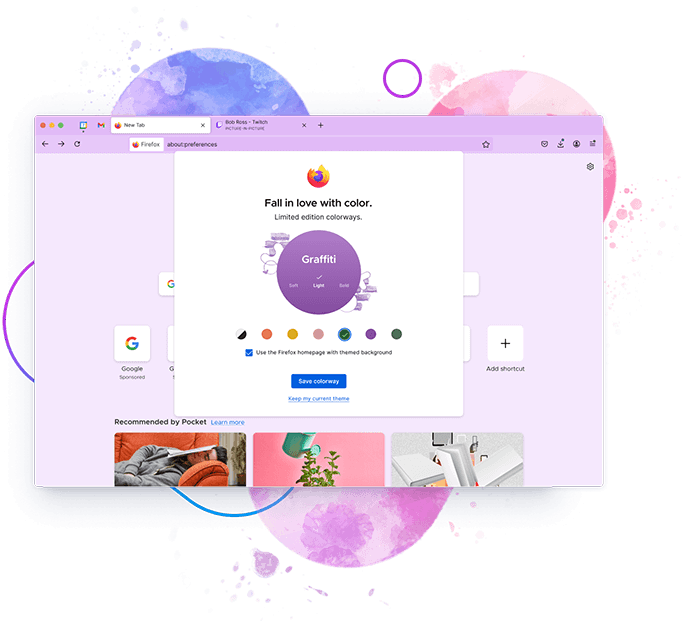 New Tab
Bob Ross - Twitch
PICTURE-IN-PICTURE
Firefox
about:preferences
Fall in love with color.
Limited edition colorways.
Graffiti
Soft
Light
Bold
Use the Firefox homepage with themed background
Save colorway
Keep my current theme
G
Google
Sponsored
Add shortcut
Recommended by Pocket
Learn more